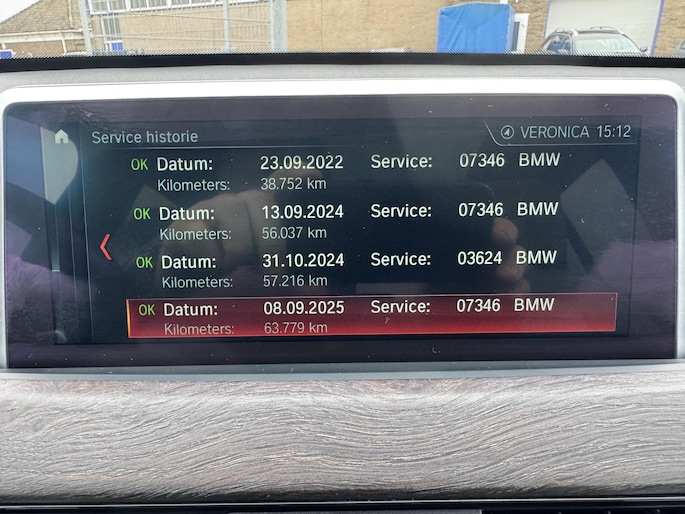 Service historie
VERONICA 15:12
OK Datum: 23.09.2022 Service: 07346 BMW
Kilometers: 38.752 km
OK Datum: 13.09.2024 Service: 07346 BMW
Kilometers: 56.037 km
OK Datum: 31.10.2024 Service: 03624 BMW
Kilometers: 57.216 km
OK Datum: 08.09.2025 Service: 07346 BMW
Kilometers: 63.779 km